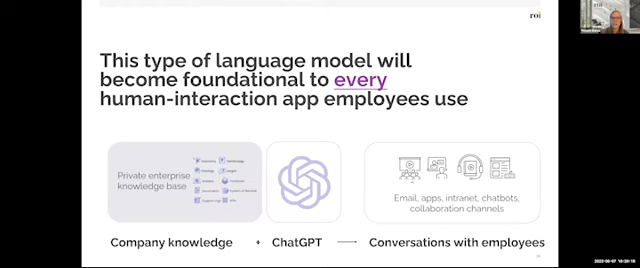 roi
This type of language model will
become foundational to every
human-interaction app employees use
Private enterprise
knowledge base
Email, apps, intranet, chatbots,
collaboration channels
Company knowledge + ChatGPT Conversations with employees